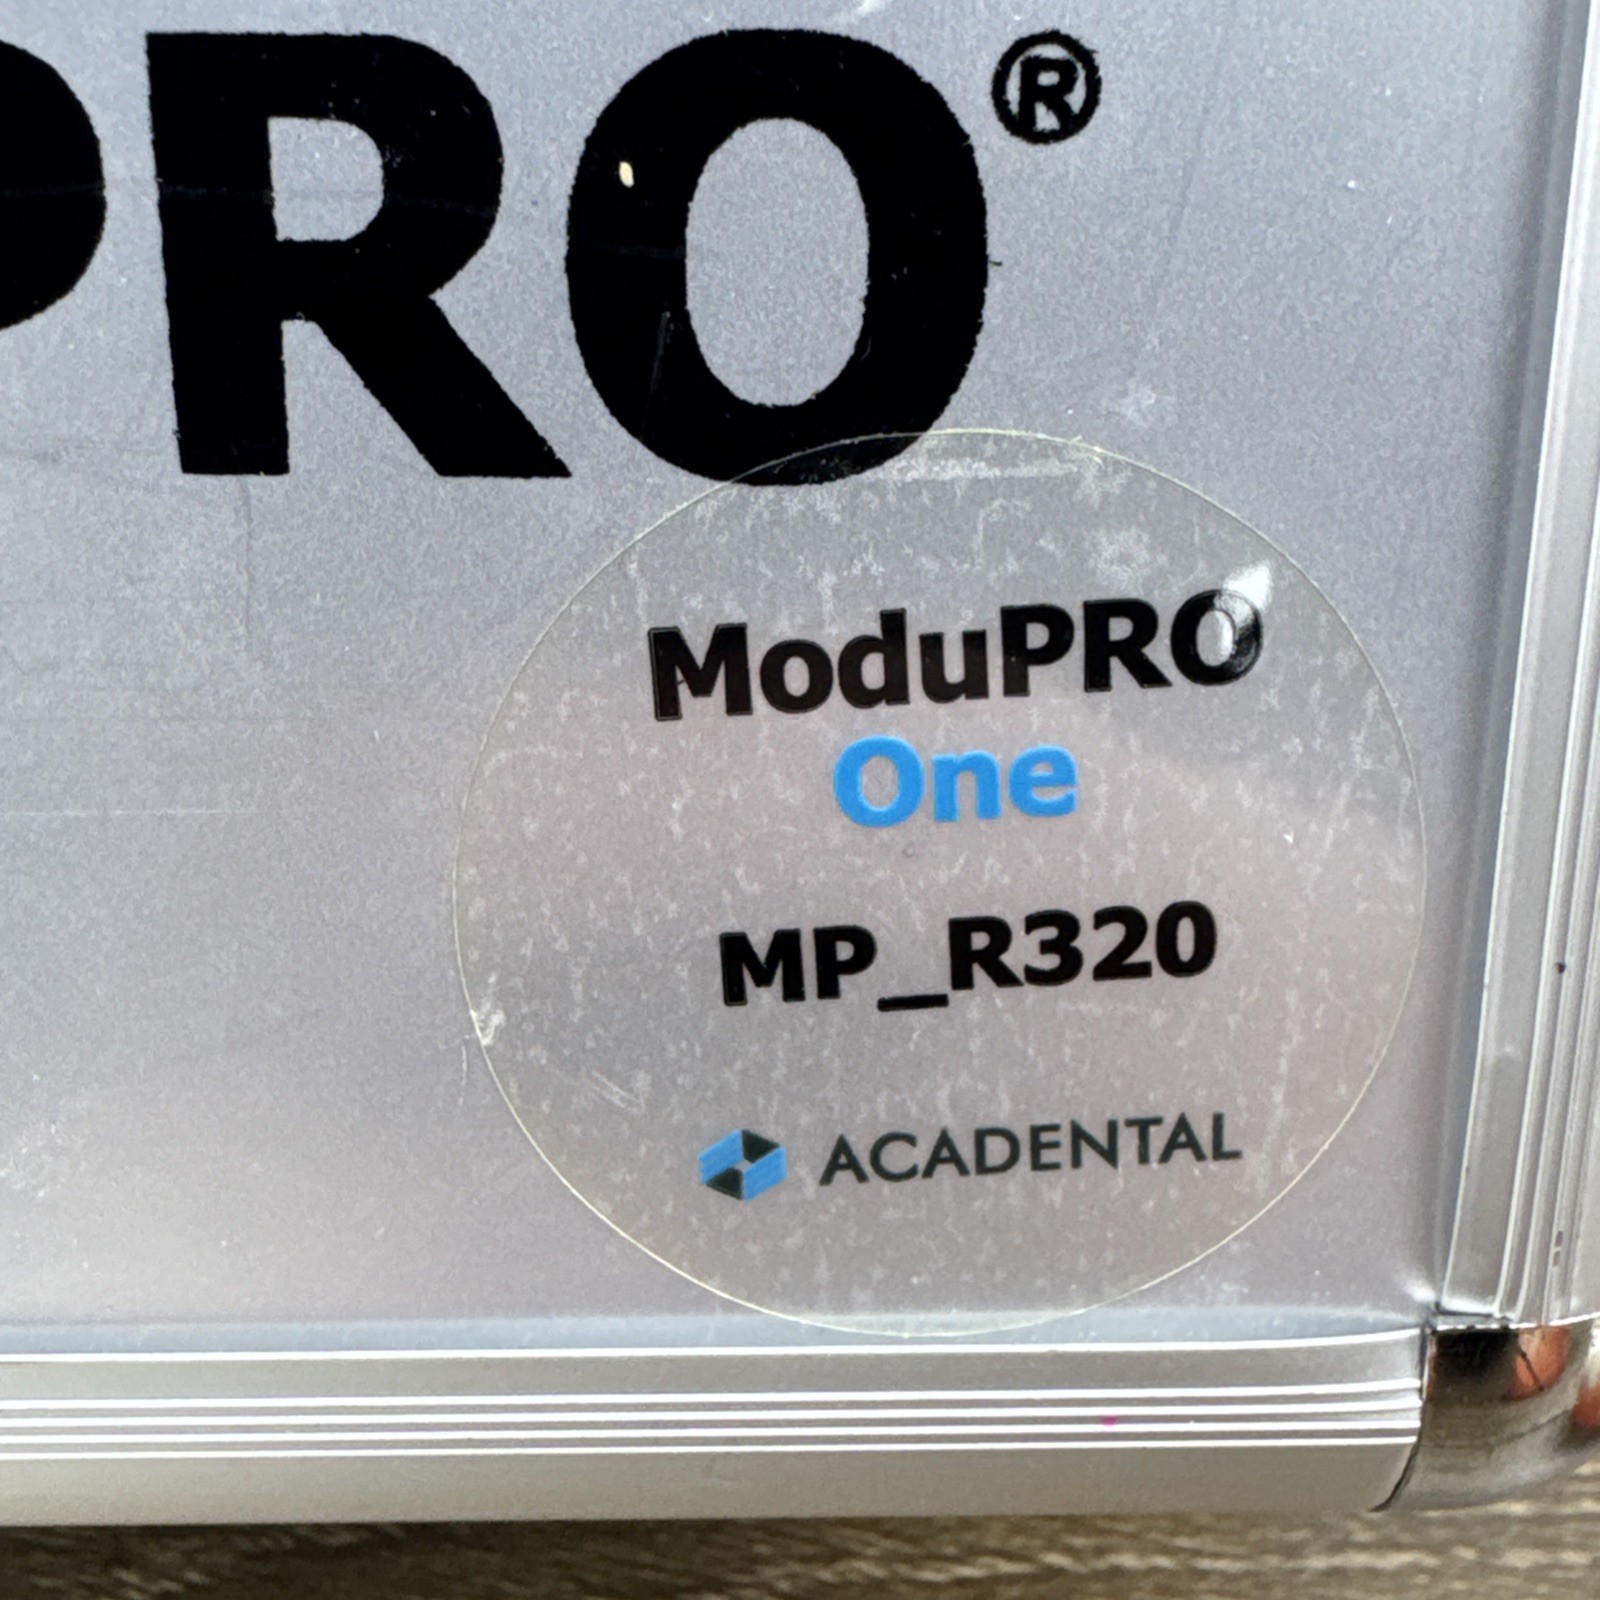 PRO®
ModuPRO
One
MP_R320
ACADENTAL